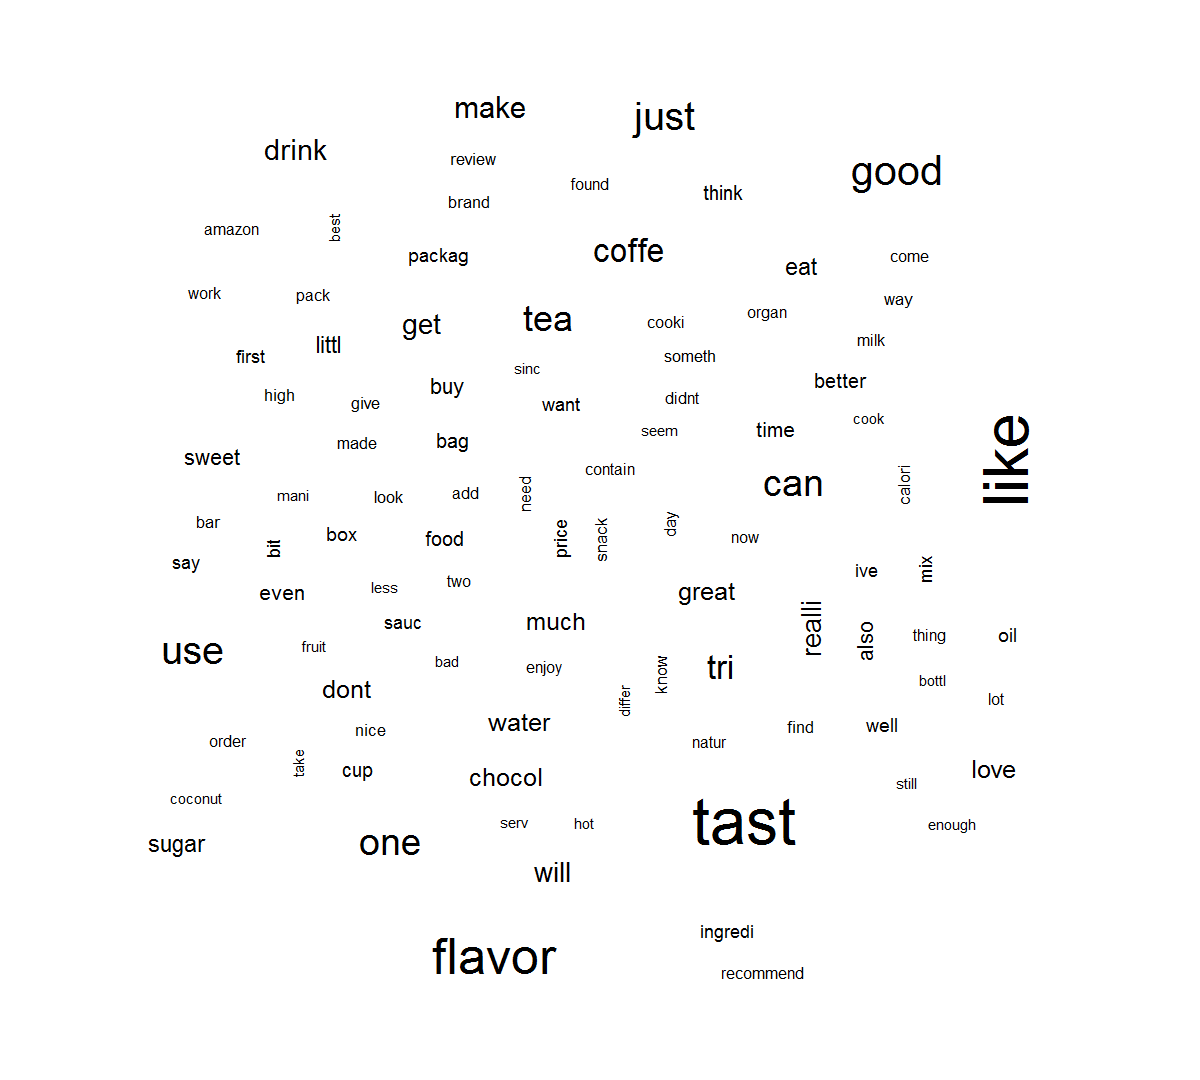 make
just
drink
review
good
found
think
brand
amazon
best
packag
coffe
eat
come
work
pack
way
get
tea
cooki
organ
littl
milk
first
someth
sinc
buy
better
high
give
want
didnt
cook
made
bag
seem
time
like
sweet
contain
can
calori
mani
look
add
need
bar
box
food
price
snack
day
now
bit
say
ive
mix
even
less
two
great
sauc
much
realli
also
thing
oil
use
fruit
bad
enjoy
know
tri
dont
differ
bottl
lot
nice
water
find
well
order
natur
take
cup
chocol
love
still
coconut
serv
hot
tast
enough
sugar
one
will
ingredi
flavor
recommend